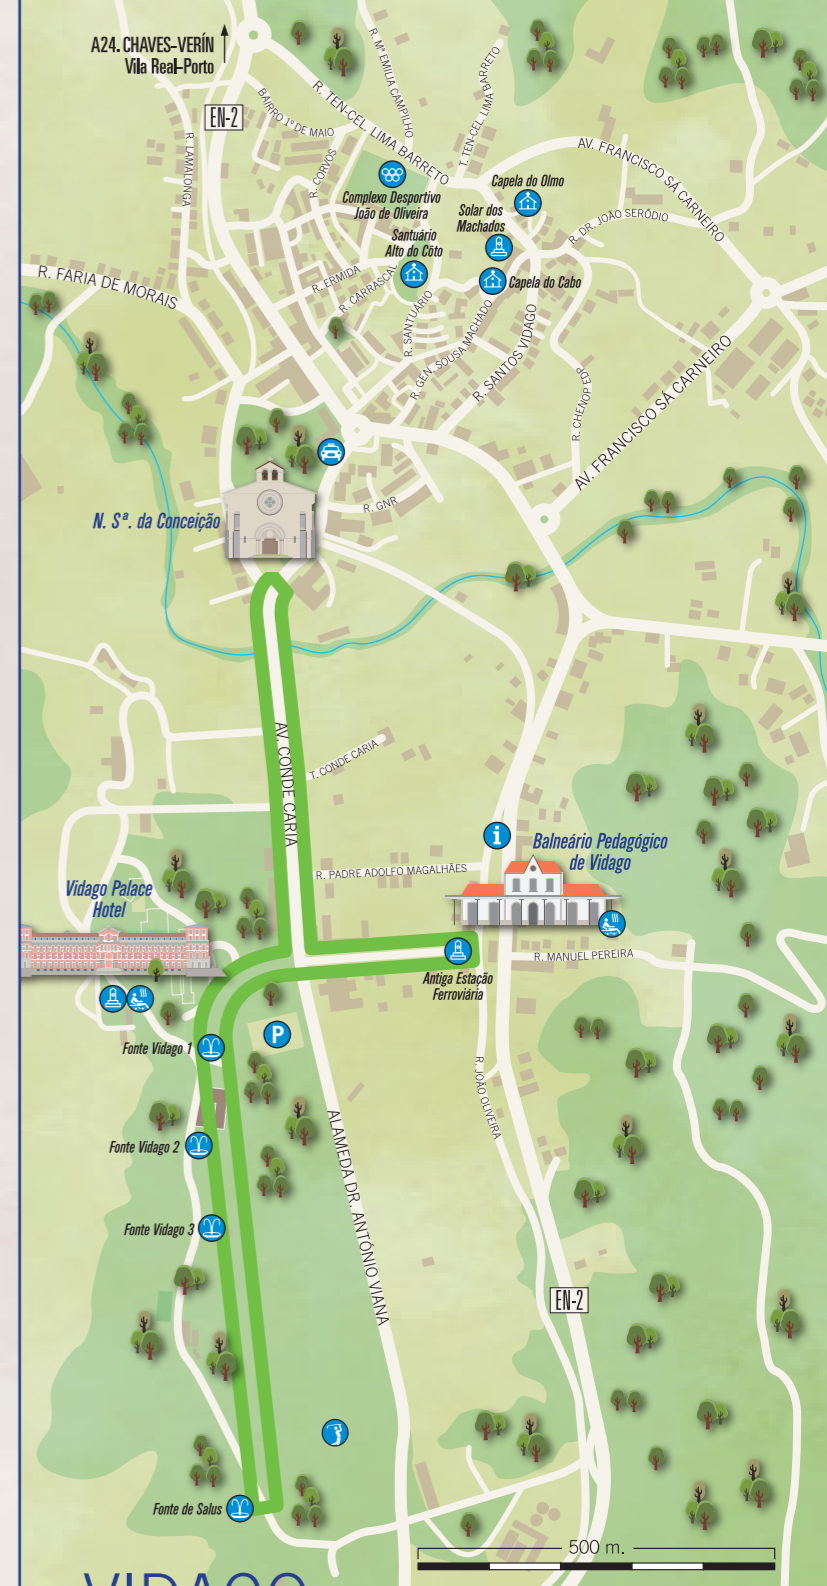 A24. CHAVES-VERÍN
Vila Real-Porto
EN-2
R. Mª EMILIA CAMPILHO
R. TEN-CEL. LIMA BARRETO
T. TEN-CEL. LIMA BARRETO
BAIRRO 1º DE MAIO
R. LAMALONGA
R. CORVOS
AV. FRANCISCO SÁ CARNEIRO
Complexo Desportivo
João de Oliveira
Capela do Olmo
Solar dos
Machados
R. DR. JOÃO SERÔDIO
Santuário
Alto do Côto
Capela do Cabo
R. FARIA DE MORAIS
R. ERMIDA
R. CARRASCAL
R. SANTUÁRIO
R. GEN. SOUSA MACHADO
R. SANTOS VIDAGO
R. CHENOP EDP
AV. FRANCISCO SÁ CARNEIRO
R. GNR
N. Sª. da Conceição
AV. CONDE CARIA
T. CONDE CARIA
i
R. PADRE ADOLFO MAGALHÃES
Balneário Pedagógico
de Vidago
Vidago Palace
Hotel
R. MANUEL PEREIRA
Antiga Estação
Ferroviária
P
Fonte Vidago 1
R. JOÃO OLIVEIRA
Fonte Vidago 2
ALAMEDA DR. ANTÓNIO VIANA
Fonte Vidago 3
EN-2
Fonte de Salus
500 m.
VIDAGO